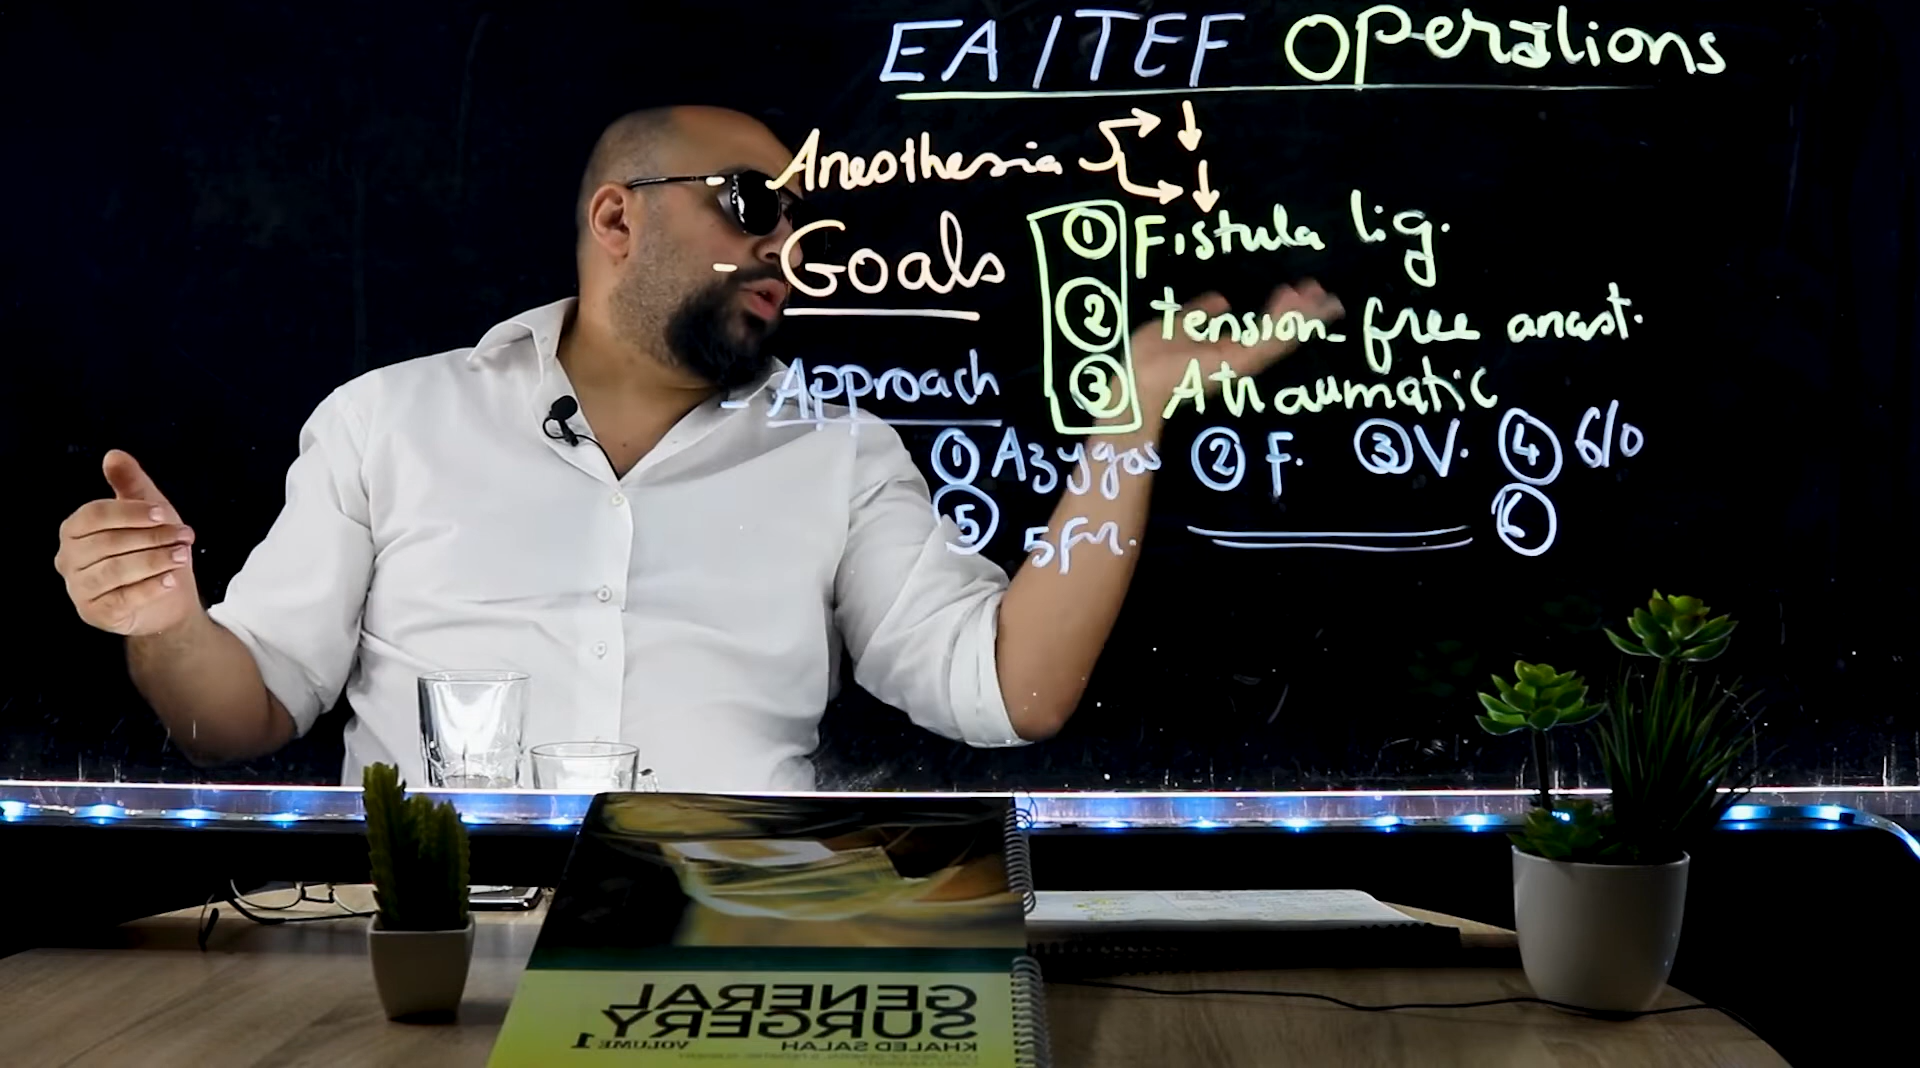 EA/TEF Operations
- Anesthesia
- Goals
① Fistula lig.
② tension-free anast.
③ Atraumatic
- Approach
① Azygos ② F. ③ V. ④ 6/0
⑤ 5fr. ⑥
GENERAL
SURGERY
KHALED SALAH VOLUME 1